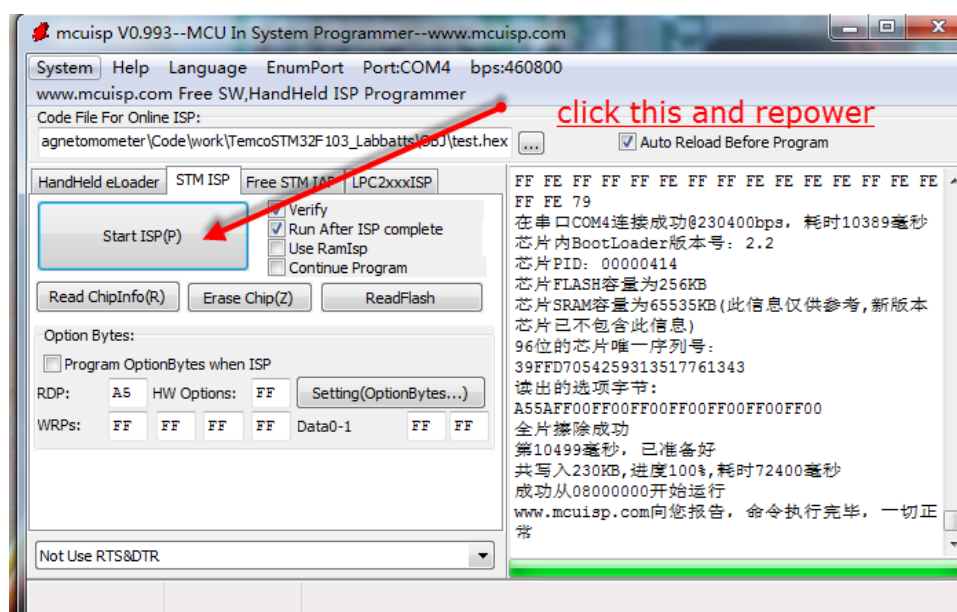 mcuisp V0.993--MCU In System Programmer--www.mcuisp.com
System Help Language EnumPort Port:COM4 bps:460800
www.mcuisp.com Free SW,HandHeld ISP Programmer
Code File For Online ISP:
click this and repower
agnetomometer\Code\work\TemcoSTM32F103_Labbatts\OBJ\test.hex ... Auto Reload Before Program
HandHeld eLoader STM ISP Free STM IAP LPC2xxxISP
Start ISP(P)
Verify
Run After ISP complete
Use RamIsp
Continue Program
Read ChipInfo(R) Erase Chip(Z) ReadFlash
Option Bytes:
Program OptionBytes when ISP
RDP: A5 HW Options: FF Setting(OptionBytes...)
WRPs: FF FF FF FF Data0-1 FF FF
Not Use RTS&DTR
FF FE FF FF FF FE FF FF FE FE FE FE FF FE FE
FF FE 79
在串口COM4连接成功@230400bps，耗时10389毫秒
芯片内BootLoader版本号：2.2
芯片PID：00000414
芯片FLASH容量为256KB
芯片SRAM容量为65535KB(此信息仅供参考,新版本
芯片已不包含此信息)
96位的芯片唯一序列号：
39FFD7054259313517761343
读出的选项字节：
A55AFF00FF00FF00FF00FF00FF00FF00
全片擦除成功
第10499毫秒，已准备好
共写入230KB,进度100%,耗时72400毫秒
成功从08000000开始运行
www.mcuisp.com向您报告，命令执行完毕，一切正
常